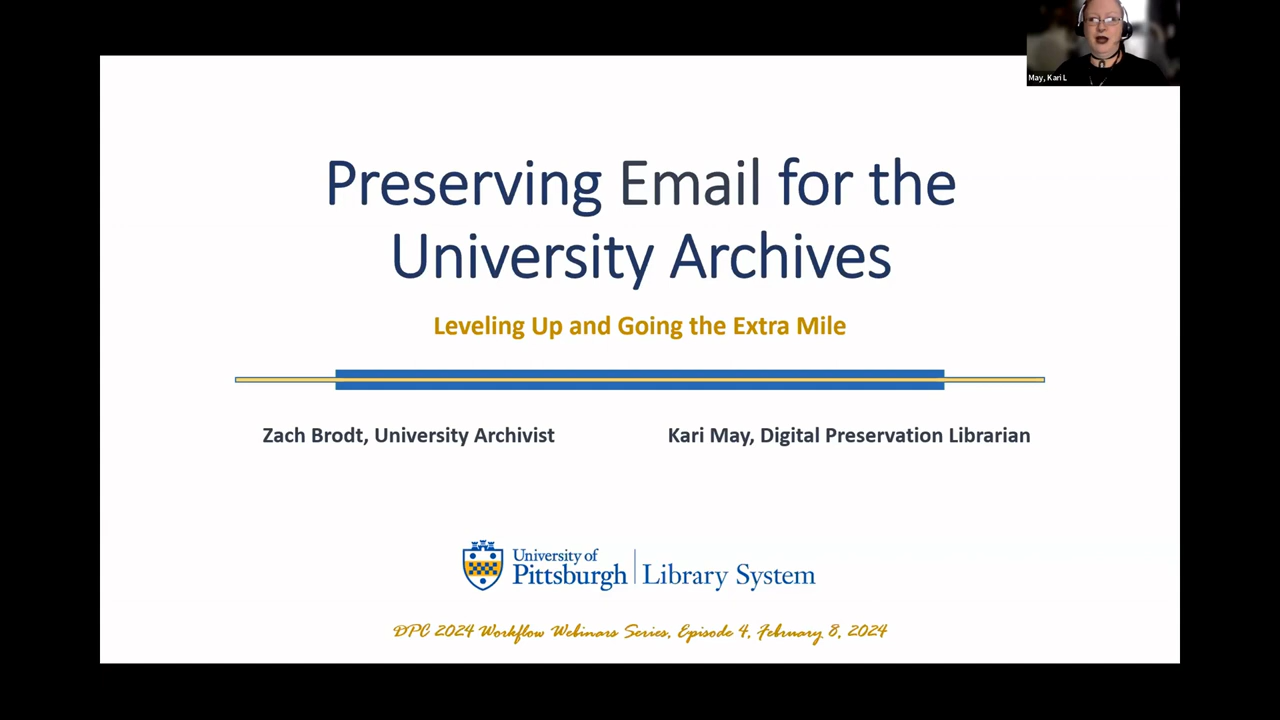 May, Kari L
Preserving Email for the
University Archives
Leveling Up and Going the Extra Mile
Zach Brodt, University Archivist
Kari May, Digital Preservation Librarian
University of
Pittsburgh
Library System
DPC 2024 Workflow Webinars Series, Episode 4, February 8, 2024